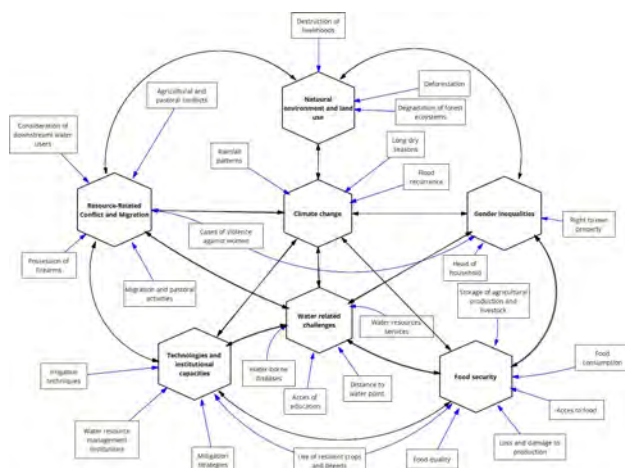 Destruction of
livelihoods
Agricultural and
pastoral conflicts
Natoural
environment and land
use
Deforestation
Degradation of forest
ecosystems
Consideration of
downstream water
users
Rainfall
patterns
Long dry
seasons
Flood
recurrence
Resource-Related
Conflict and Migration
Climate change
Gender Inequalities
Cases of violence
against women
Right to own
property
Possession of
firearms
Migration and pastoral
activities
Head of
household
Storage of agricultural
production and
livestock
Water related
challenges
Water resources
services
Technologies and
institutional
capacities
Water-borne
diseases
Food security
Food
consumption
Irrigation
techniques
Acces of
education
Distance to
water point
Acces to food
Water resource
management
institutions
Mitigation
strategies
Use of resilient crops
and breeds
Food quality
Loss and damage to
production